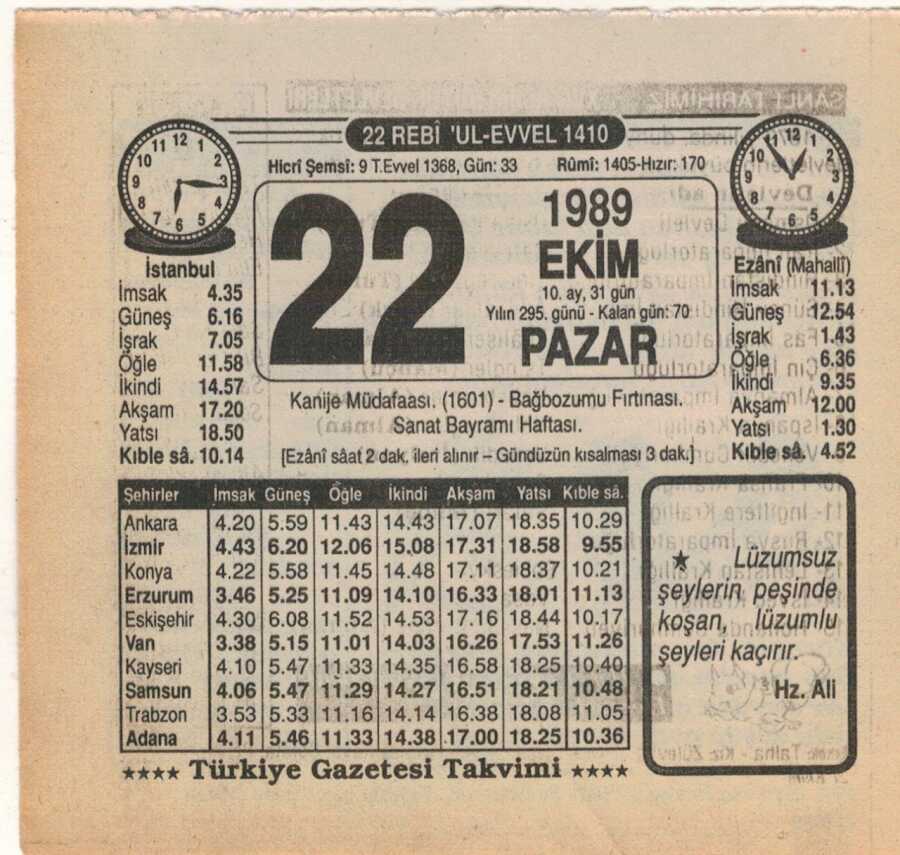 22 REBÎ 'UL-EVVEL 1410
Hicrî Şemsî: 9 T.Evvel 1368, Gün: 33 Rûmî: 1405-Hızır: 170
22
1989
EKİM
10. ay, 31 gün
Yılın 295. günü - Kalan gün: 70
PAZAR
İstanbul
İmsak 4.35
Güneş 6.16
İşrak 7.05
Öğle 11.58
İkindi 14.57
Akşam 17.20
Yatsı 18.50
Kıble sâ. 10.14
Ezânî (Mahallî)
İmsak 11.13
Güneş 12.54
İşrak 1.43
Öğle 6.36
İkindi 9.35
Akşam 12.00
Yatsı 1.30
Kıble sâ. 4.52
Kanije Müdafaası. (1601) - Bağbozumu Fırtınası.
Sanat Bayramı Haftası.
[Ezânî sâat 2 dak. ileri alınır – Gündüzün kısalması 3 dak.]
Şehirler İmsak Güneş Öğle İkindi Akşam Yatsı Kıble sâ.
Ankara 4.20 5.59 11.43 14.43 17.07 18.35 10.29
İzmir 4.43 6.20 12.06 15.08 17.31 18.58 9.55
Konya 4.22 5.58 11.45 14.48 17.11 18.37 10.21
Erzurum 3.46 5.25 11.09 14.10 16.33 18.01 11.13
Eskişehir 4.30 6.08 11.52 14.53 17.16 18.44 10.17
Van 3.38 5.15 11.01 14.03 16.26 17.53 11.26
Kayseri 4.10 5.47 11.33 14.35 16.58 18.25 10.40
Samsun 4.06 5.47 11.29 14.27 16.51 18.21 10.48
Trabzon 3.53 5.33 11.16 14.14 16.38 18.08 11.05
Adana 4.11 5.46 11.33 14.38 17.00 18.25 10.36
★ Lüzumsuz
şeylerin peşinde
koşan, lüzumlu
şeyleri kaçırır.
Hz. Ali
★★★★ Türkiye Gazetesi Takvimi ★★★★